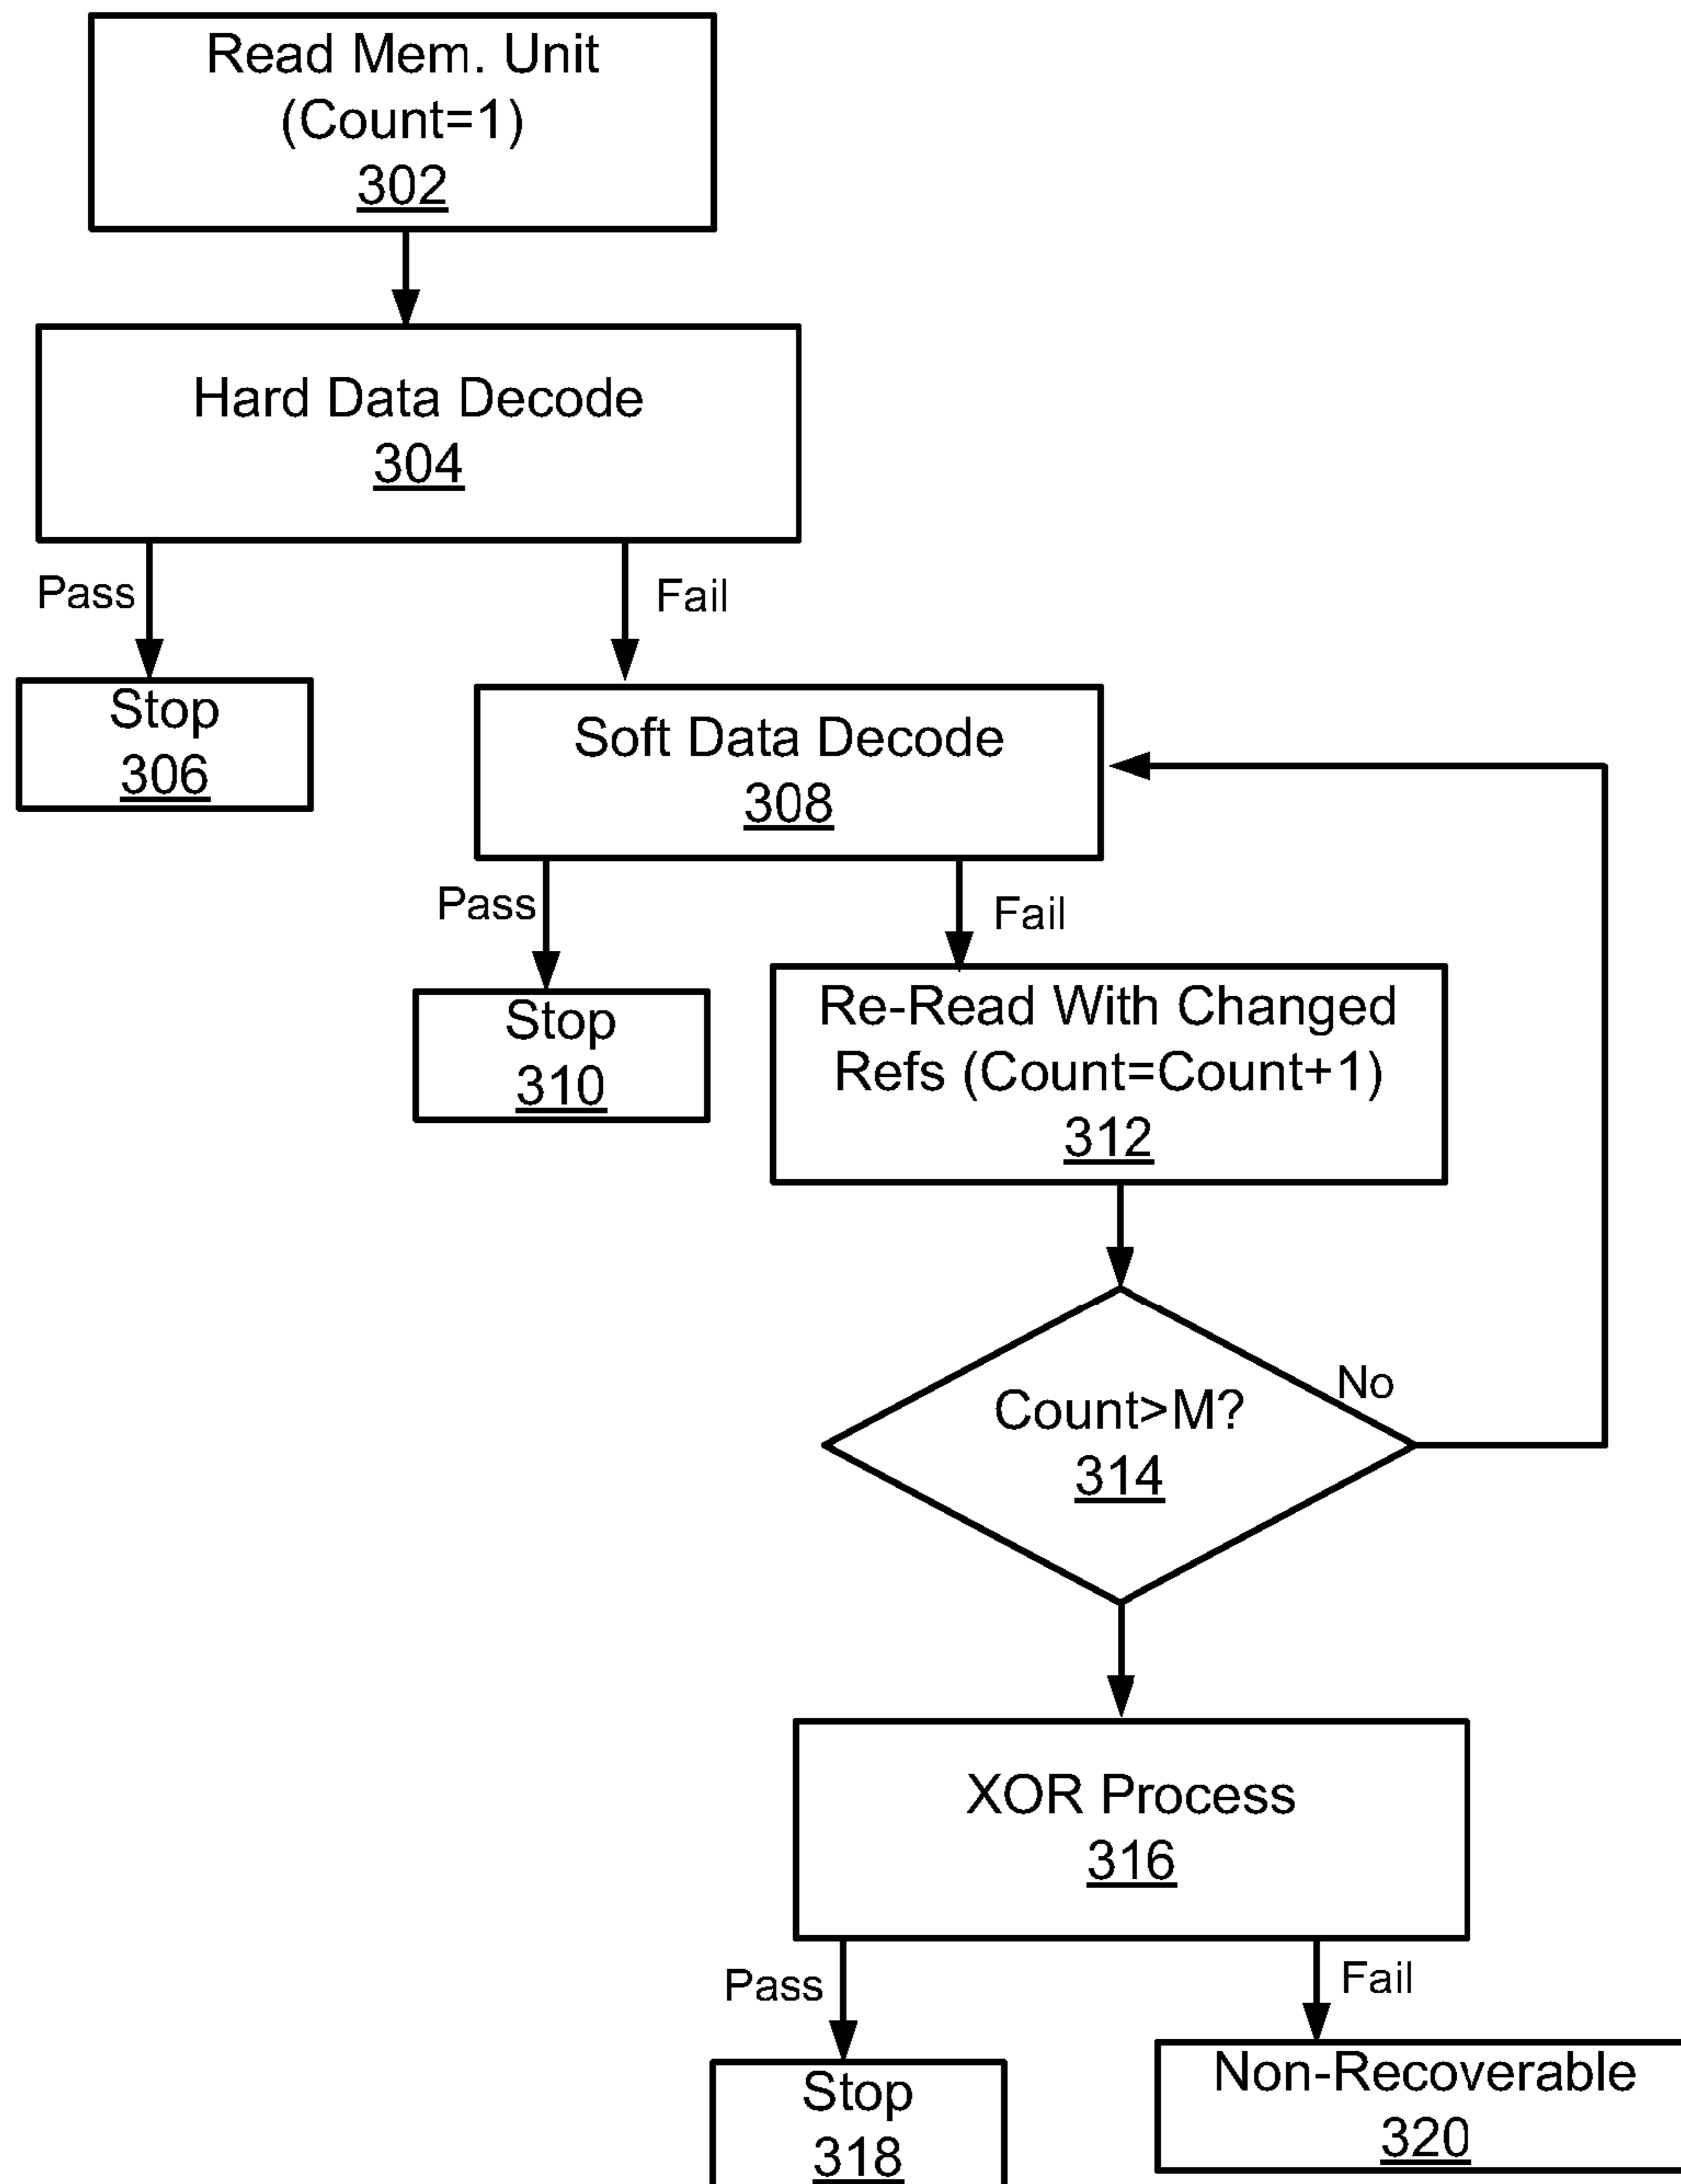 Read Mem. Unit
(Count=1)
302
Hard Data Decode
304
Pass
Fail
Stop
306
Soft Data Decode
308
Pass
Fail
Stop
310
Re-Read With Changed
Refs (Count=Count+1)
312
Count>M?
314
No
XOR Process
316
Pass
Fail
Stop
318
Non-Recoverable
320